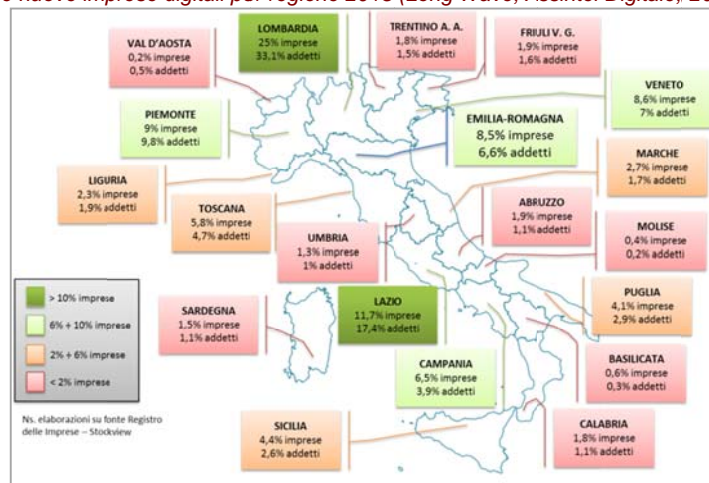 nuove imprese digitali per regione 2013 (Long Wave, Assintel Digitale,
VAL D'AOSTA
0,2% imprese
0,5% addetti
LOMBARDIA
25% imprese
33,1% addetti
TRENTINO A. A.
1,8% imprese
1,5% addetti
FRIULI V. G.
1,9% imprese
1,6% addetti
PIEMONTE
9% imprese
9,8% addetti
EMILIA-ROMAGNA
8,5% imprese
6,6% addetti
VENETO
8,6% imprese
7% addetti
LIGURIA
2,3% imprese
1,9% addetti
TOSCANA
5,8% imprese
4,7% addetti
MARCHE
2,7% imprese
1,7% addetti
UMBRIA
1,3% imprese
1% addetti
ABRUZZO
1,9% imprese
1,1% addetti
MOLISE
0,4% imprese
0,2% addetti
> 10% imprese
6% ÷ 10% imprese
2% ÷ 6% imprese
< 2% imprese
SARDEGNA
1,5% imprese
1,1% addetti
LAZIO
11,7% imprese
17,4% addetti
PUGLIA
4,1% imprese
2,9% addetti
CAMPANIA
6,5% imprese
3,9% addetti
BASILICATA
0,6% imprese
0,3% addetti
Ns. elaborazioni su fonte Registro
delle Imprese – Stockview
SICILIA
4,4% imprese
2,6% addetti
CALABRIA
1,8% imprese
1,1% addetti